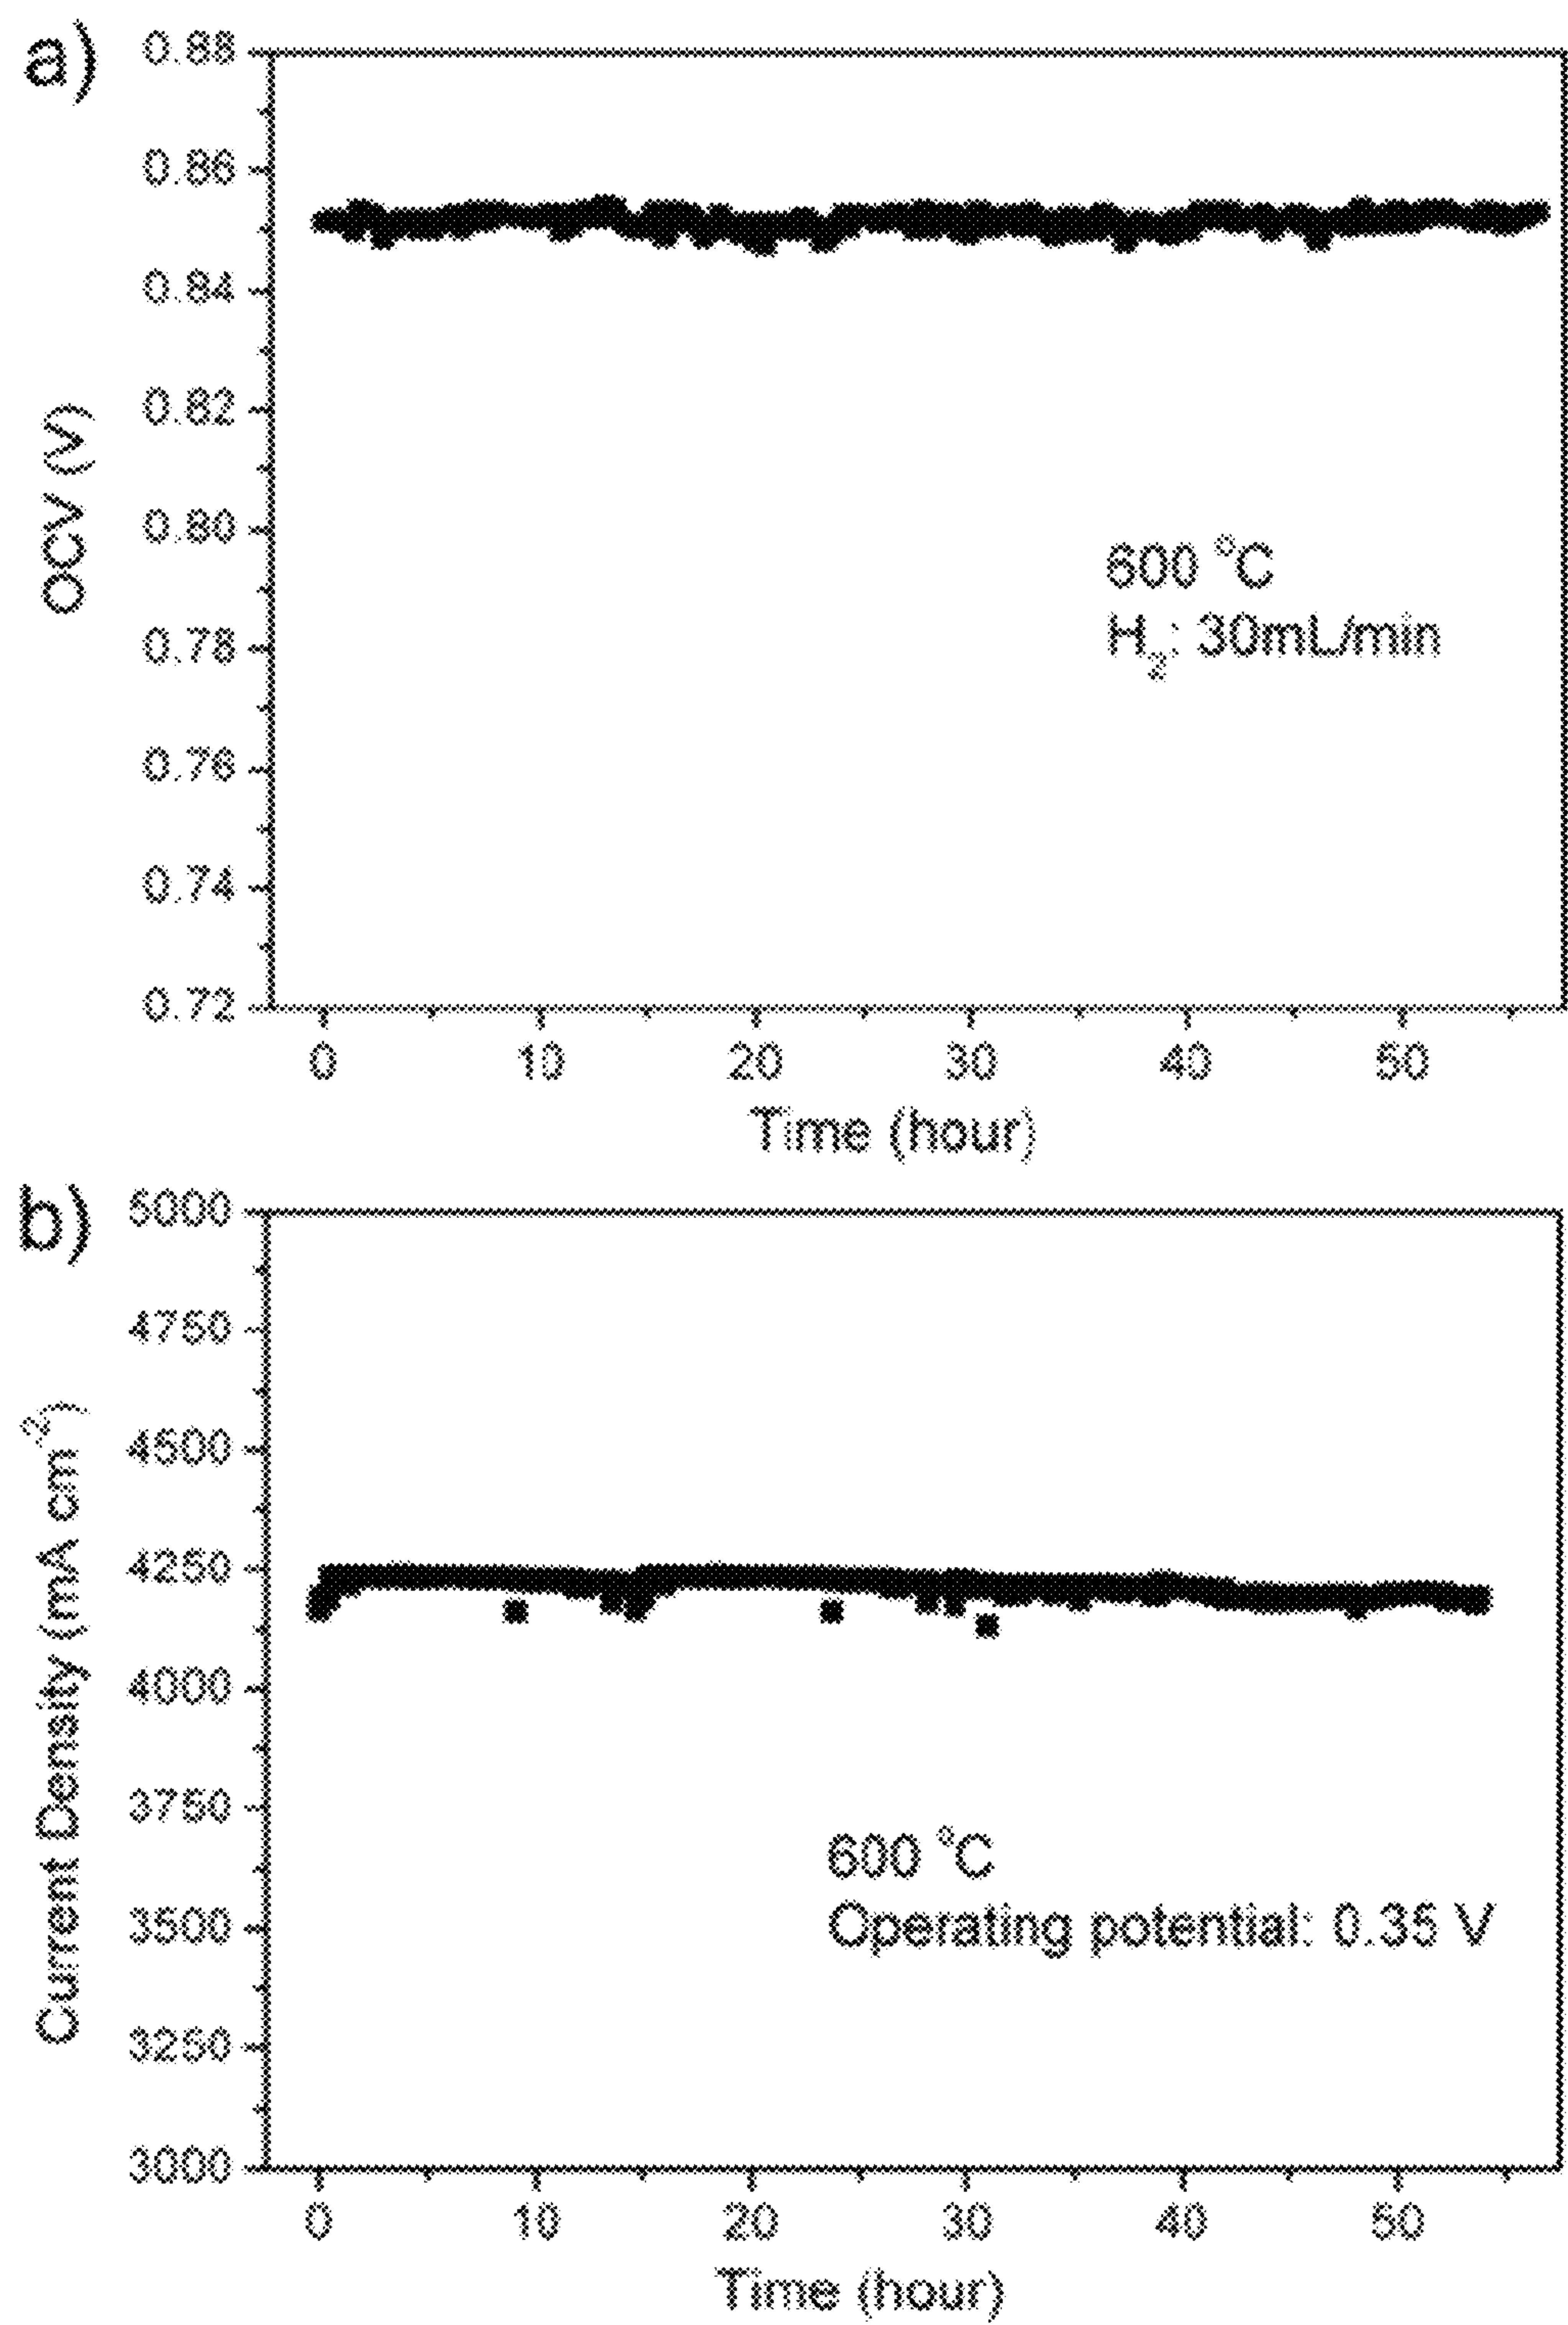 a)
0.88
0.86
0.84
0.82
0.80
0.78
0.76
0.74
0.72
OCV (V)
600 °C
H₂: 30mL/min
0 10 20 30 40 50
Time (hour)
b)
5000
4750
4500
4250
4000
3750
3500
3250
3000
Current Density (mA cm⁻²)
600 °C
Operating potential: 0.35 V
0 10 20 30 40 50
Time (hour)